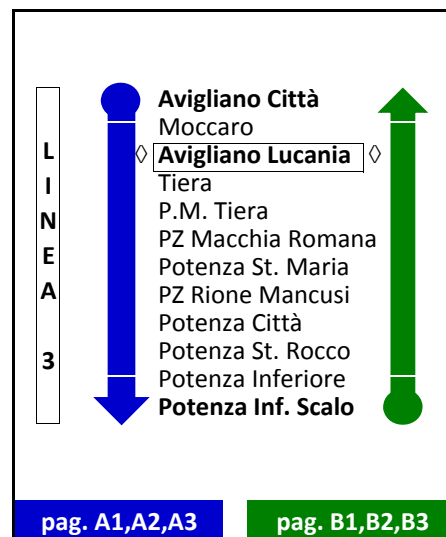 LINEA 3
Avigliano Città
Moccaro
◊ Avigliano Lucania ◊
Tiera
P.M. Tiera
PZ Macchia Romana
Potenza St. Maria
PZ Rione Mancusi
Potenza Città
Potenza St. Rocco
Potenza Inferiore
Potenza Inf. Scalo
pag. A1,A2,A3
pag. B1,B2,B3